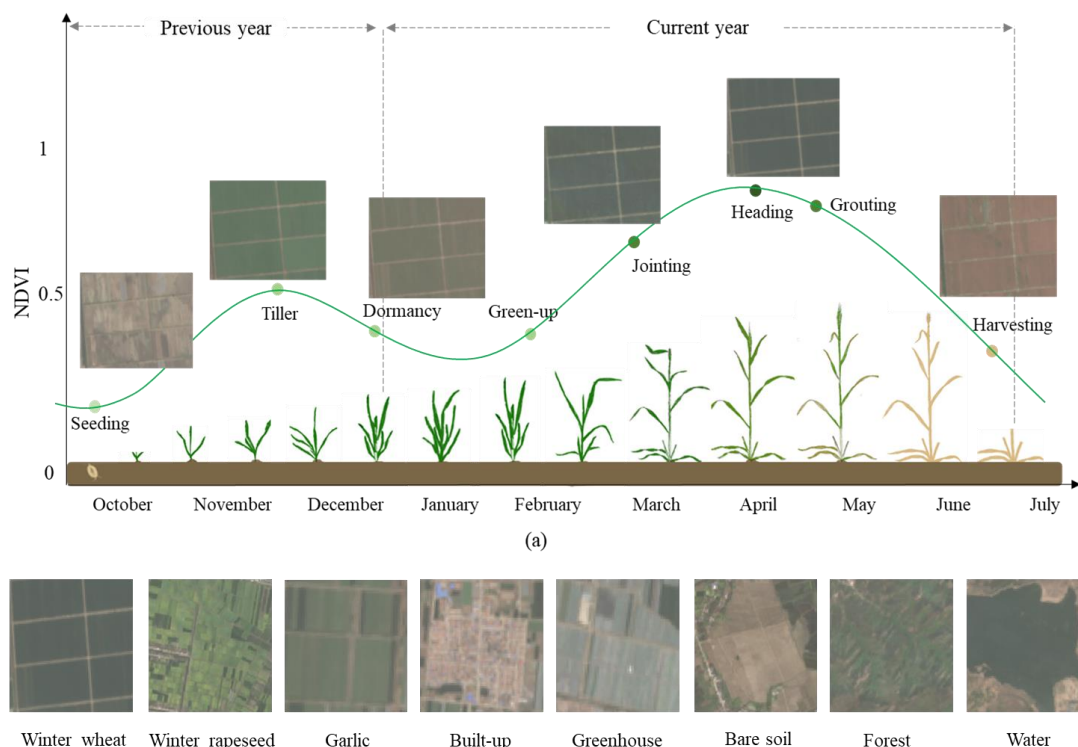 Previous year
Current year
1
0.5
0
NDVI
Seeding
Tiller
Dormancy
Green-up
Jointing
Heading
Grouting
Harvesting
October
November
December
January
February
March
April
May
June
July
(a)
Winter wheat
Winter rapeseed
Garlic
Built-up
Greenhouse
Bare soil
Forest
Water